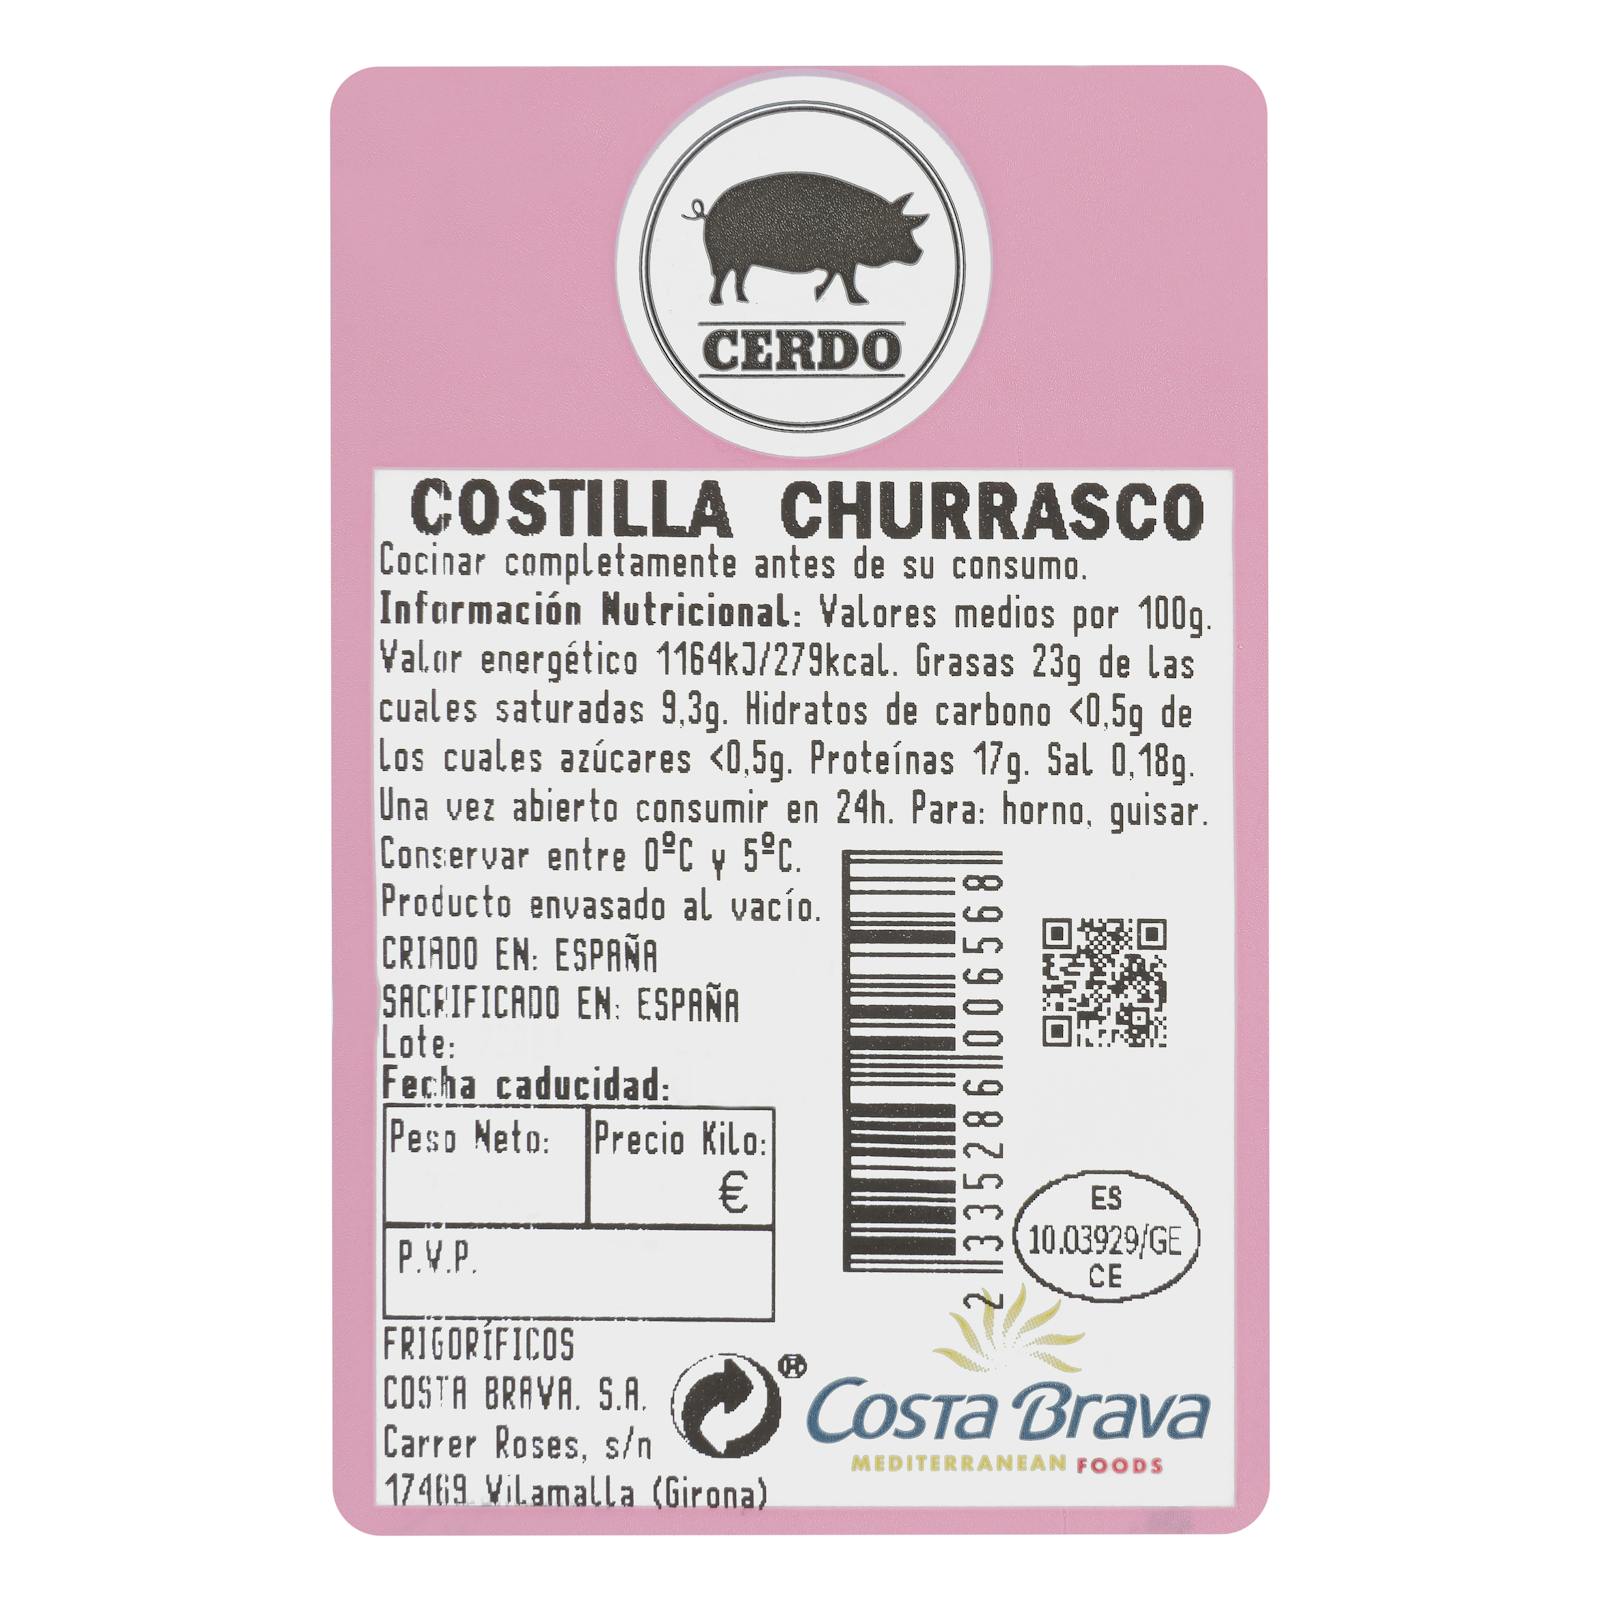 CERDO
COSTILLA CHURRASCO
Cocinar completamente antes de su consumo.
Información Nutricional: Valores medios por 100g.
Valor energético 1164kJ/279kcal. Grasas 23g de las
cuales saturadas 9,3g. Hidratos de carbono <0,5g de
los cuales azúcares <0,5g. Proteínas 17g. Sal 0,18g.
Una vez abierto consumir en 24h. Para: horno, guisar.
Conservar entre 0ºC y 5ºC.
Producto envasado al vacío.
CRIADO EN: ESPAÑA
SACRIFICADO EN: ESPAÑA
Lote:
Fecha caducidad:
Peso Neto:
Precio Kilo:
€
P.V.P.
2 335286 006568
ES
10.03929/GE
CE
FRIGORÍFICOS
COSTA BRAVA. S.A.
Carrer Roses, s/n
17469 Vilamalla (Girona)
®
Costa Brava
MEDITERRANEAN FOODS